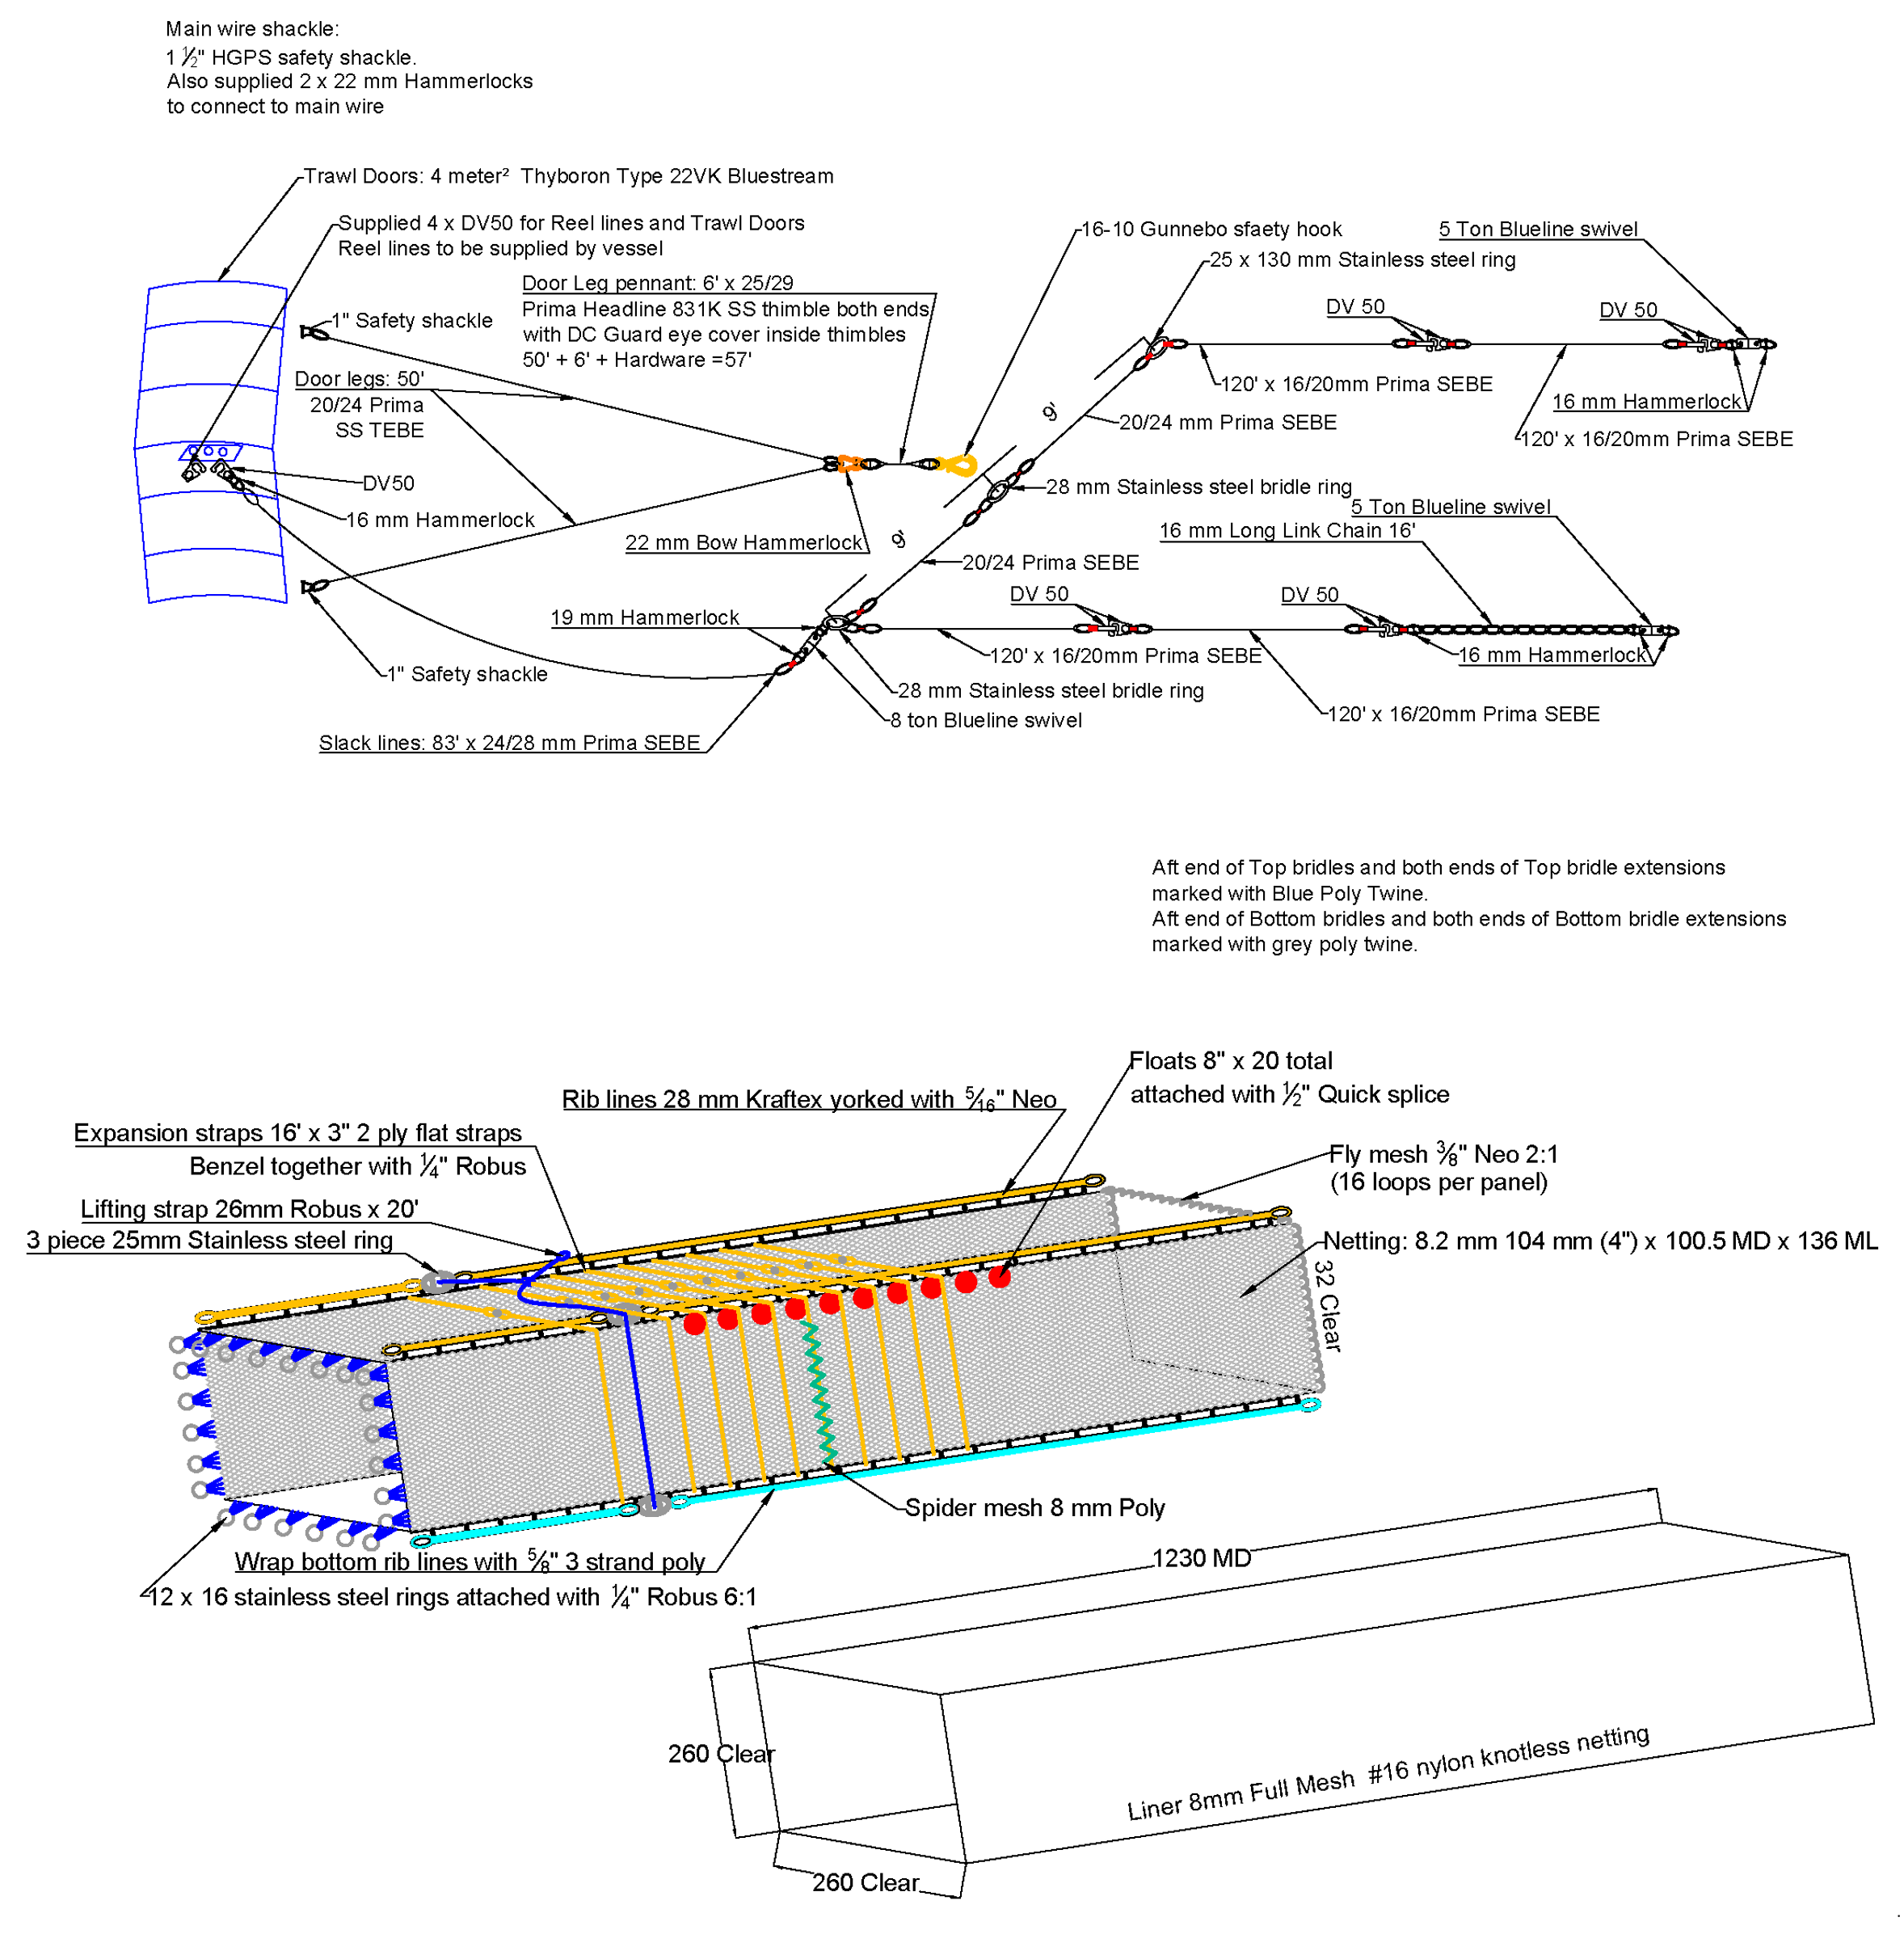 Main wire shackle:
1 1/2" HGPS safety shackle.
Also supplied 2 x 22 mm Hammerlocks
to connect to main wire
Trawl Doors: 4 meter²  Thyboron Type 22VK Bluestream
Supplied 4 x DV50 for Reel lines and Trawl Doors
Reel lines to be supplied by vessel
16-10 Gunnebo sfaety hook
5 Ton Blueline swivel
25 x 130 mm Stainless steel ring
Door Leg pennant: 6' x 25/29
Prima Headline 831K SS thimble both ends
with DC Guard eye cover inside thimbles
50' + 6' + Hardware =57'
DV 50
DV 50
1" Safety shackle
Door legs: 50'
20/24 Prima
SS TEBE
120' x 16/20mm Prima SEBE
16 mm Hammerlock
9'
20/24 mm Prima SEBE
120' x 16/20mm Prima SEBE
DV50
28 mm Stainless steel bridle ring
16 mm Hammerlock
5 Ton Blueline swivel
16 mm Long Link Chain 16'
22 mm Bow Hammerlock
9'
20/24 Prima SEBE
DV 50
DV 50
19 mm Hammerlock
120' x 16/20mm Prima SEBE
16 mm Hammerlock
1" Safety shackle
28 mm Stainless steel bridle ring
8 ton Blueline swivel
120' x 16/20mm Prima SEBE
Slack lines: 83' x 24/28 mm Prima SEBE
Aft end of Top bridles and both ends of Top bridle extensions
marked with Blue Poly Twine.
Aft end of Bottom bridles and both ends of Bottom bridle extensions
marked with grey poly twine.
Floats 8" x 20 total
attached with 1/2" Quick splice
Rib lines 28 mm Kraftex yorked with 5/16" Neo
Expansion straps 16' x 3" 2 ply flat straps
Benzel together with 1/4" Robus
Fly mesh 3/8" Neo 2:1
(16 loops per panel)
Lifting strap 26mm Robus x 20'
3 piece 25mm Stainless steel ring
Netting: 8.2 mm 104 mm (4") x 100.5 MD x 136 ML
32 Clear
Spider mesh 8 mm Poly
Wrap bottom rib lines with 5/8" 3 strand poly
12 x 16 stainless steel rings attached with 1/4" Robus 6:1
1230 MD
260 Clear
Liner 8mm Full Mesh  #16 nylon knotless netting
260 Clear